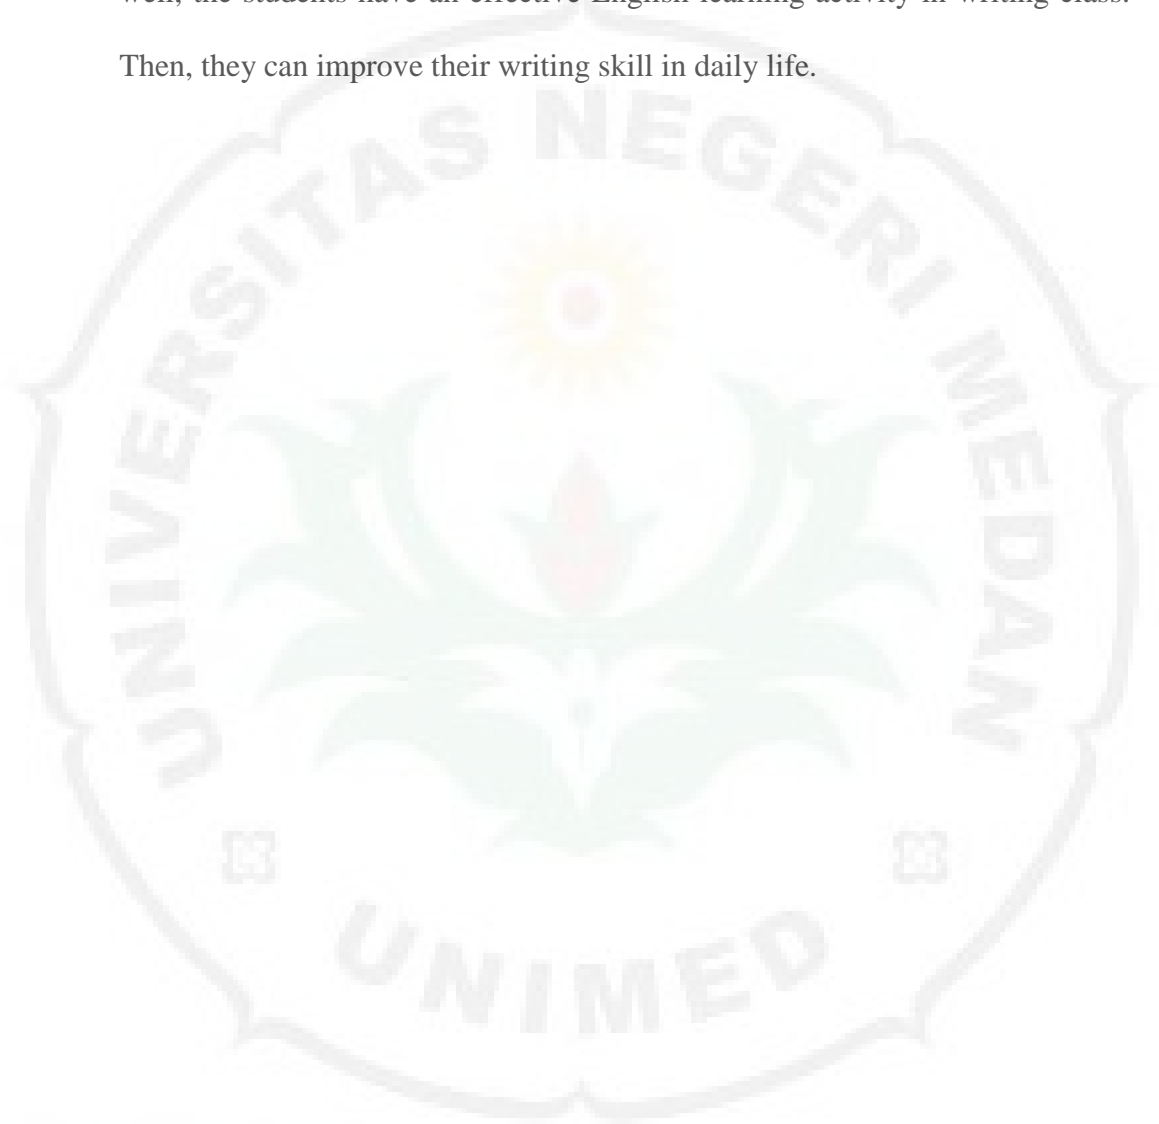 well, the students have an effective English learning activity in writing class.
Then, they can improve their writing skill in daily life.
UNIVERSITAS NEGERI MEDAN
UNIMED